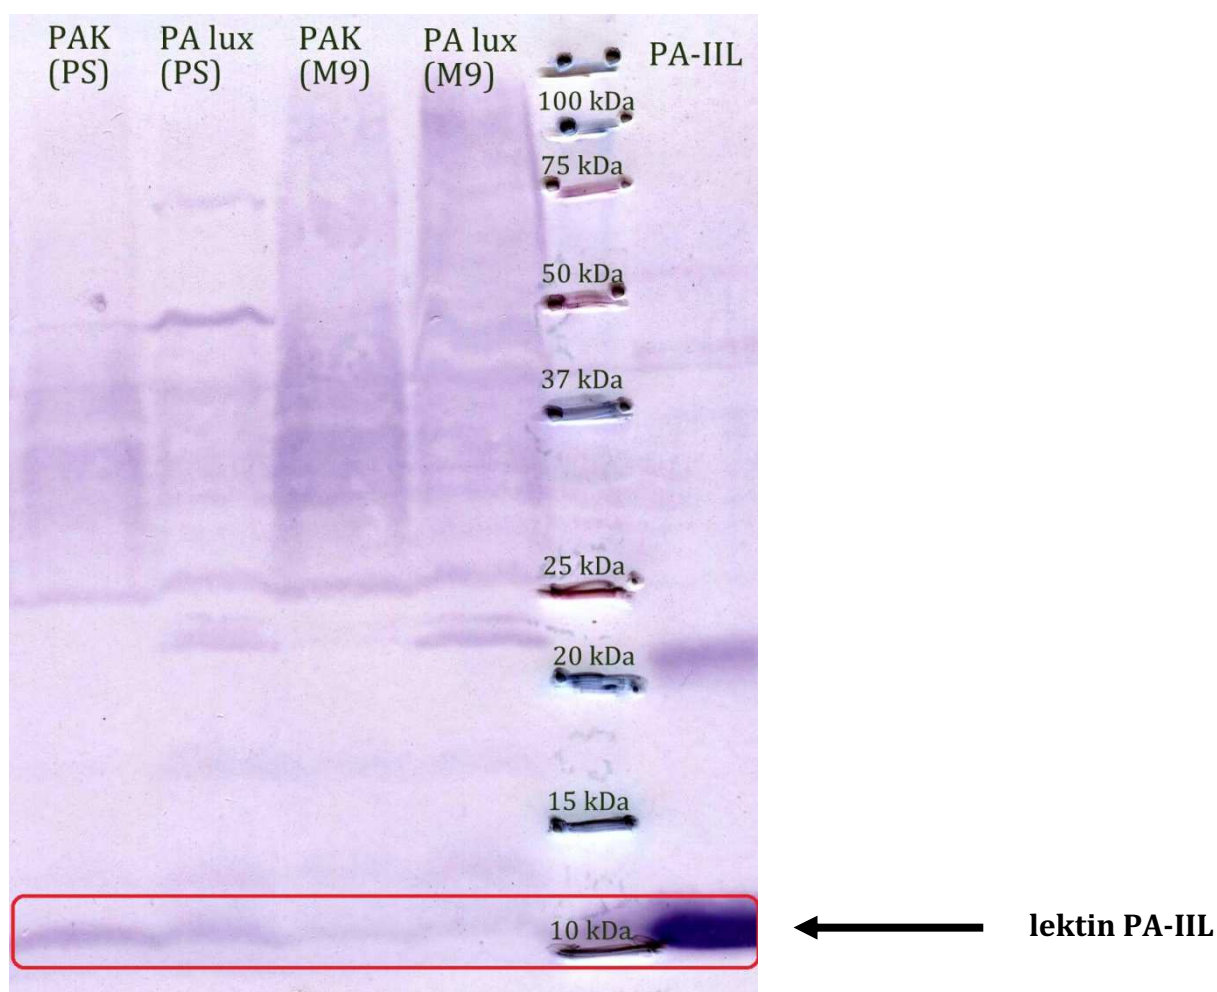 PAK
(PS)
PA lux
(PS)
PAK
(M9)
PA lux
(M9)
PA-IIL
100 kDa
75 kDa
50 kDa
37 kDa
25 kDa
20 kDa
15 kDa
10 kDa
lektin PA-IIL